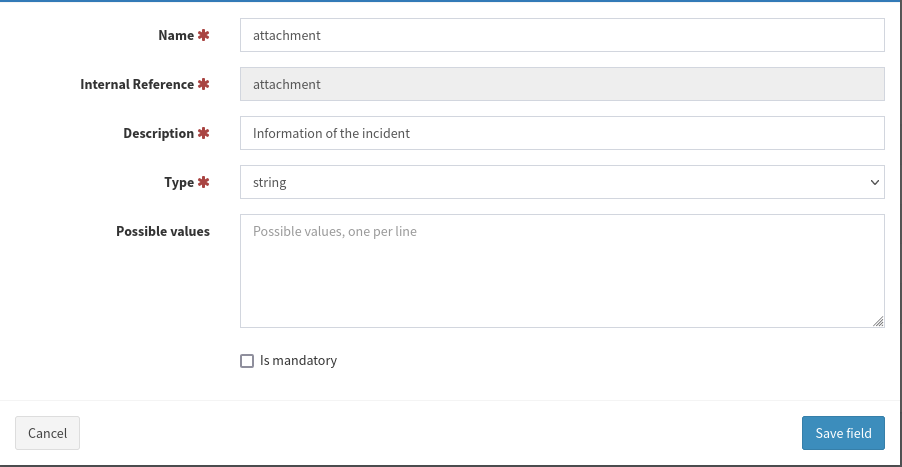 Name ✱ attachment
Internal Reference ✱ attachment
Description ✱ Information of the incident
Type ✱ string
Possible values Possible values, one per line
Is mandatory
Cancel Save field